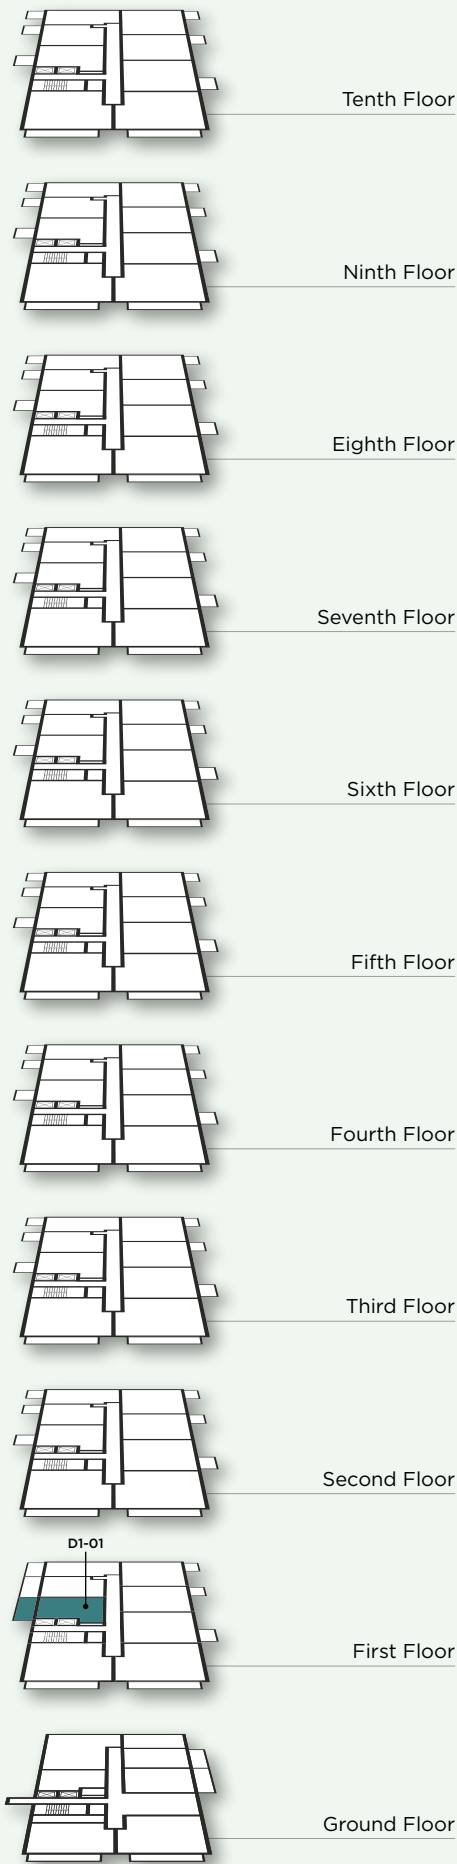 Tenth Floor
Ninth Floor
Eighth Floor
Seventh Floor
Sixth Floor
Fifth Floor
Fourth Floor
Third Floor
Second Floor
D1-01
First Floor
Ground Floor